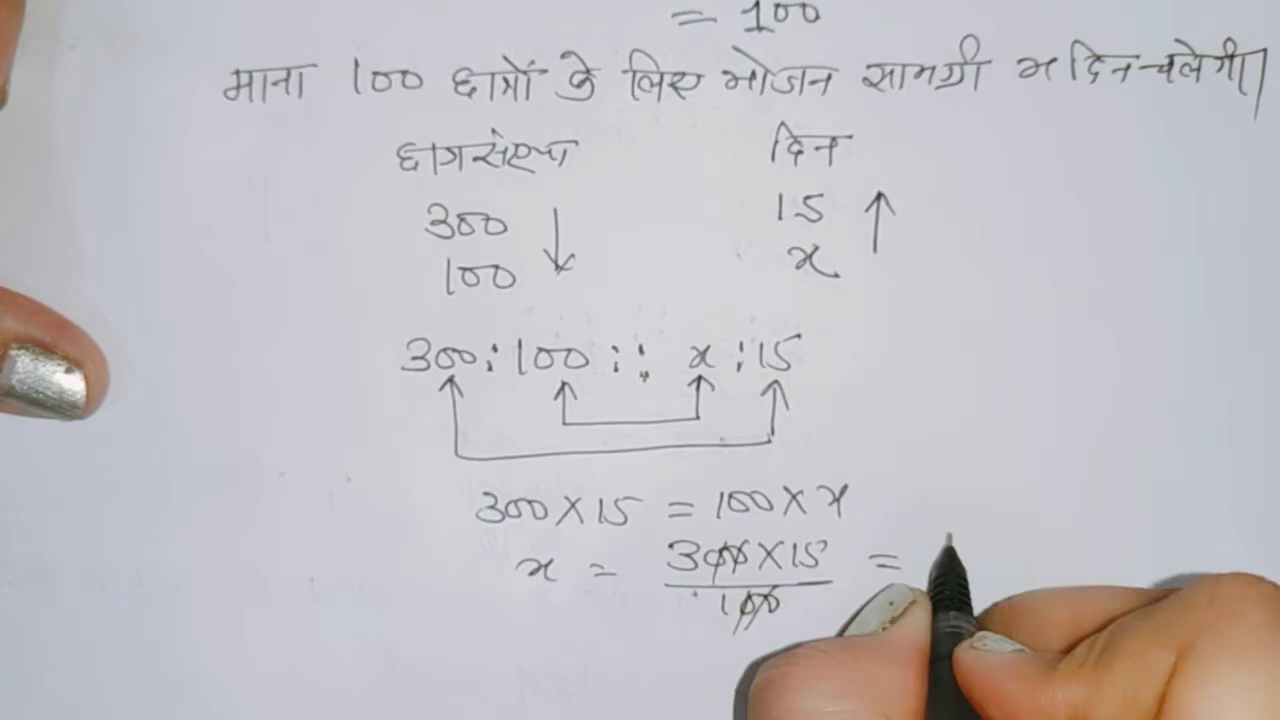 = 100
माना 100 छात्रों के लिए भोजन सामग्री x दिन चलेगी।
छात्रसंख्या दिन
300 ↓ 15 ↑
100 x
300 : 100 :: x : 15
300 × 15 = 100 × x
x = 300 × 15 / 100 =